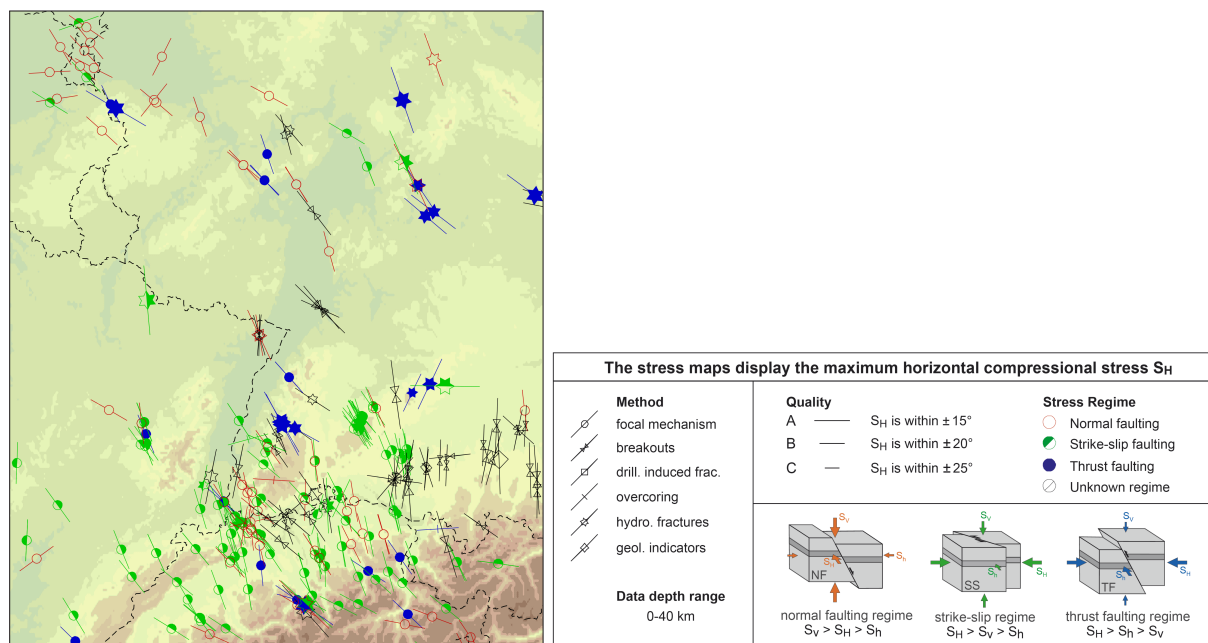 The stress maps display the maximum horizontal compressional stress SH
Method
focal mechanism
breakouts
drill. induced frac.
overcoring
hydro. fractures
geol. indicators
Data depth range
0-40 km
Quality
A SH is within ± 15°
B SH is within ± 20°
C SH is within ± 25°
Stress Regime
Normal faulting
Strike-slip faulting
Thrust faulting
Unknown regime
SV
Sh
Sh
NF
normal faulting regime
SV > SH > Sh
SV
Sh
SH
SS
strike-slip regime
SH > SV > Sh
SV
Sh
SH
TF
thrust faulting regime
SH > Sh > SV